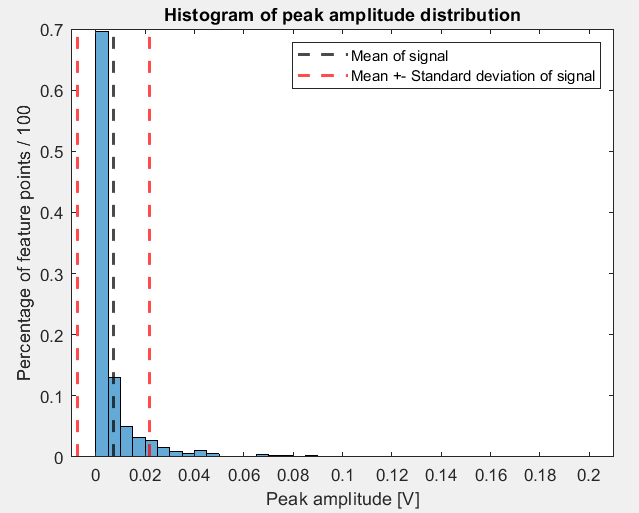 Histogram of peak amplitude distribution
Mean of signal
Mean +- Standard deviation of signal
Percentage of feature points / 100
0.7
0.6
0.5
0.4
0.3
0.2
0.1
0
0 0.02 0.04 0.06 0.08 0.1 0.12 0.14 0.16 0.18 0.2
Peak amplitude [V]